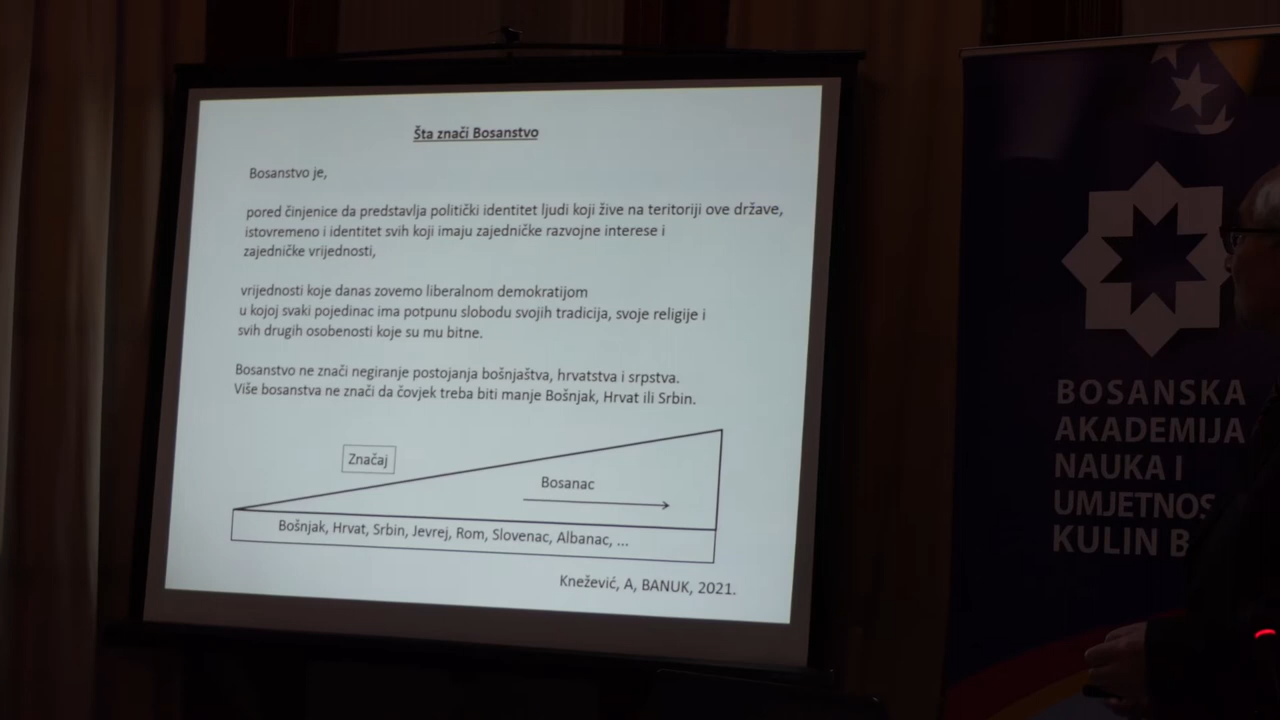 Šta znači Bosanstvo
Bosanstvo je,
pored činjenice da predstavlja politički identitet ljudi koji žive na teritoriji ove države,
istovremeno i identitet svih koji imaju zajedničke razvojne interese i
zajedničke vrijednosti,
vrijednosti koje danas zovemo liberalnom demokratijom
u kojoj svaki pojedinac ima potpunu slobodu svojih tradicija, svoje religije i
svih drugih osobenosti koje su mu bitne.
Bosanstvo ne znači negiranje postojanja bošnjaštva, hrvatstva i srpstva.
Više bosanstva ne znači da čovjek treba biti manje Bošnjak, Hrvat ili Srbin.
Značaj
Bosanac
Bošnjak, Hrvat, Srbin, Jevrej, Rom, Slovenac, Albanac, ...
Knežević, A, BANUK, 2021.
BOSANSKA
AKADEMIJA
NAUKA I
UMJETNOS
KULIN B